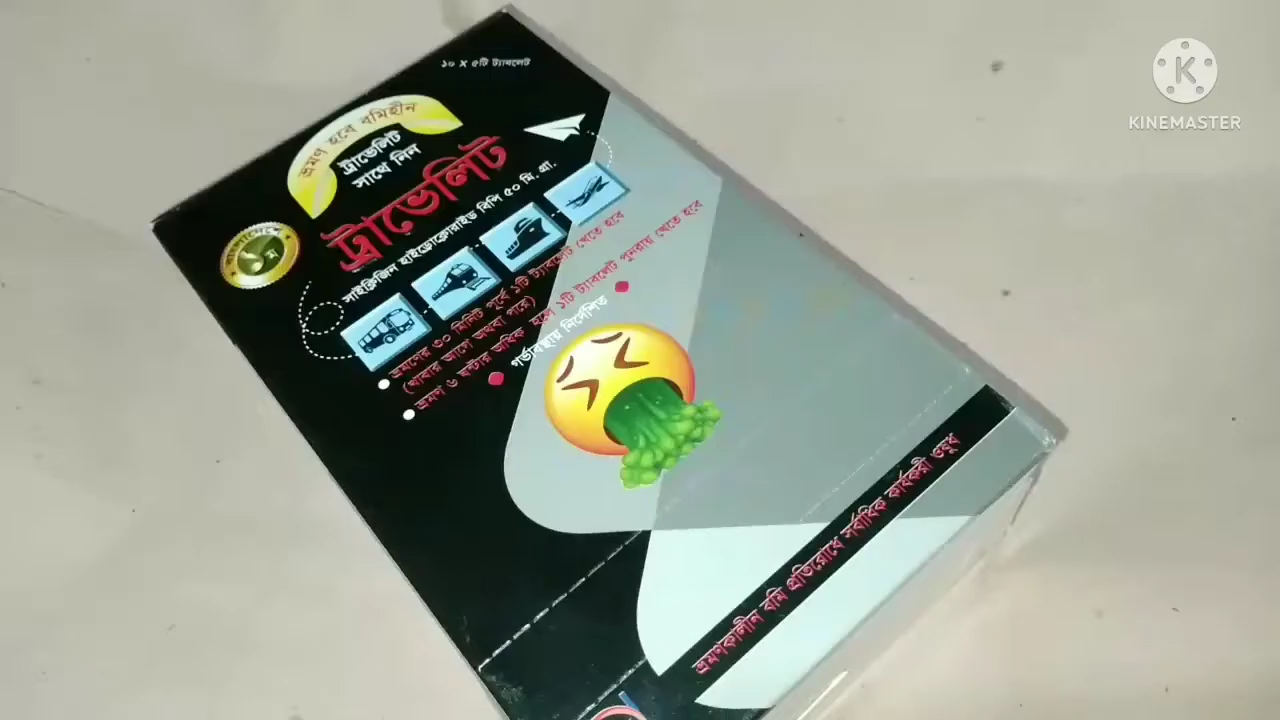 ১০ X ৫টি ট্যাবলেট
ভ্রমণ হবে বমিহীন
ট্রাভেলিট
সাথে নিন
ট্রাভেলিট
সাইক্লিজিন হাইড্রোক্লোরাইড বিপি ৫০ মি.গ্রা.
বাংলাদেশে
১ম
ভ্রমণের ৩০ মিনিট পূর্বে ১টি ট্যাবলেট খেতে হবে
(খাবার আগে অথবা পরে)
ভ্রমণ ৬ ঘন্টার অধিক হলে ১টি ট্যাবলেট পুনরায় খেতে হবে
গর্ভাবস্থায় নির্দেশিত
ভ্রমণকালীন বমি প্রতিরোধে সর্বাধিক কার্যকরী ওষুধ
K
KINEMASTER